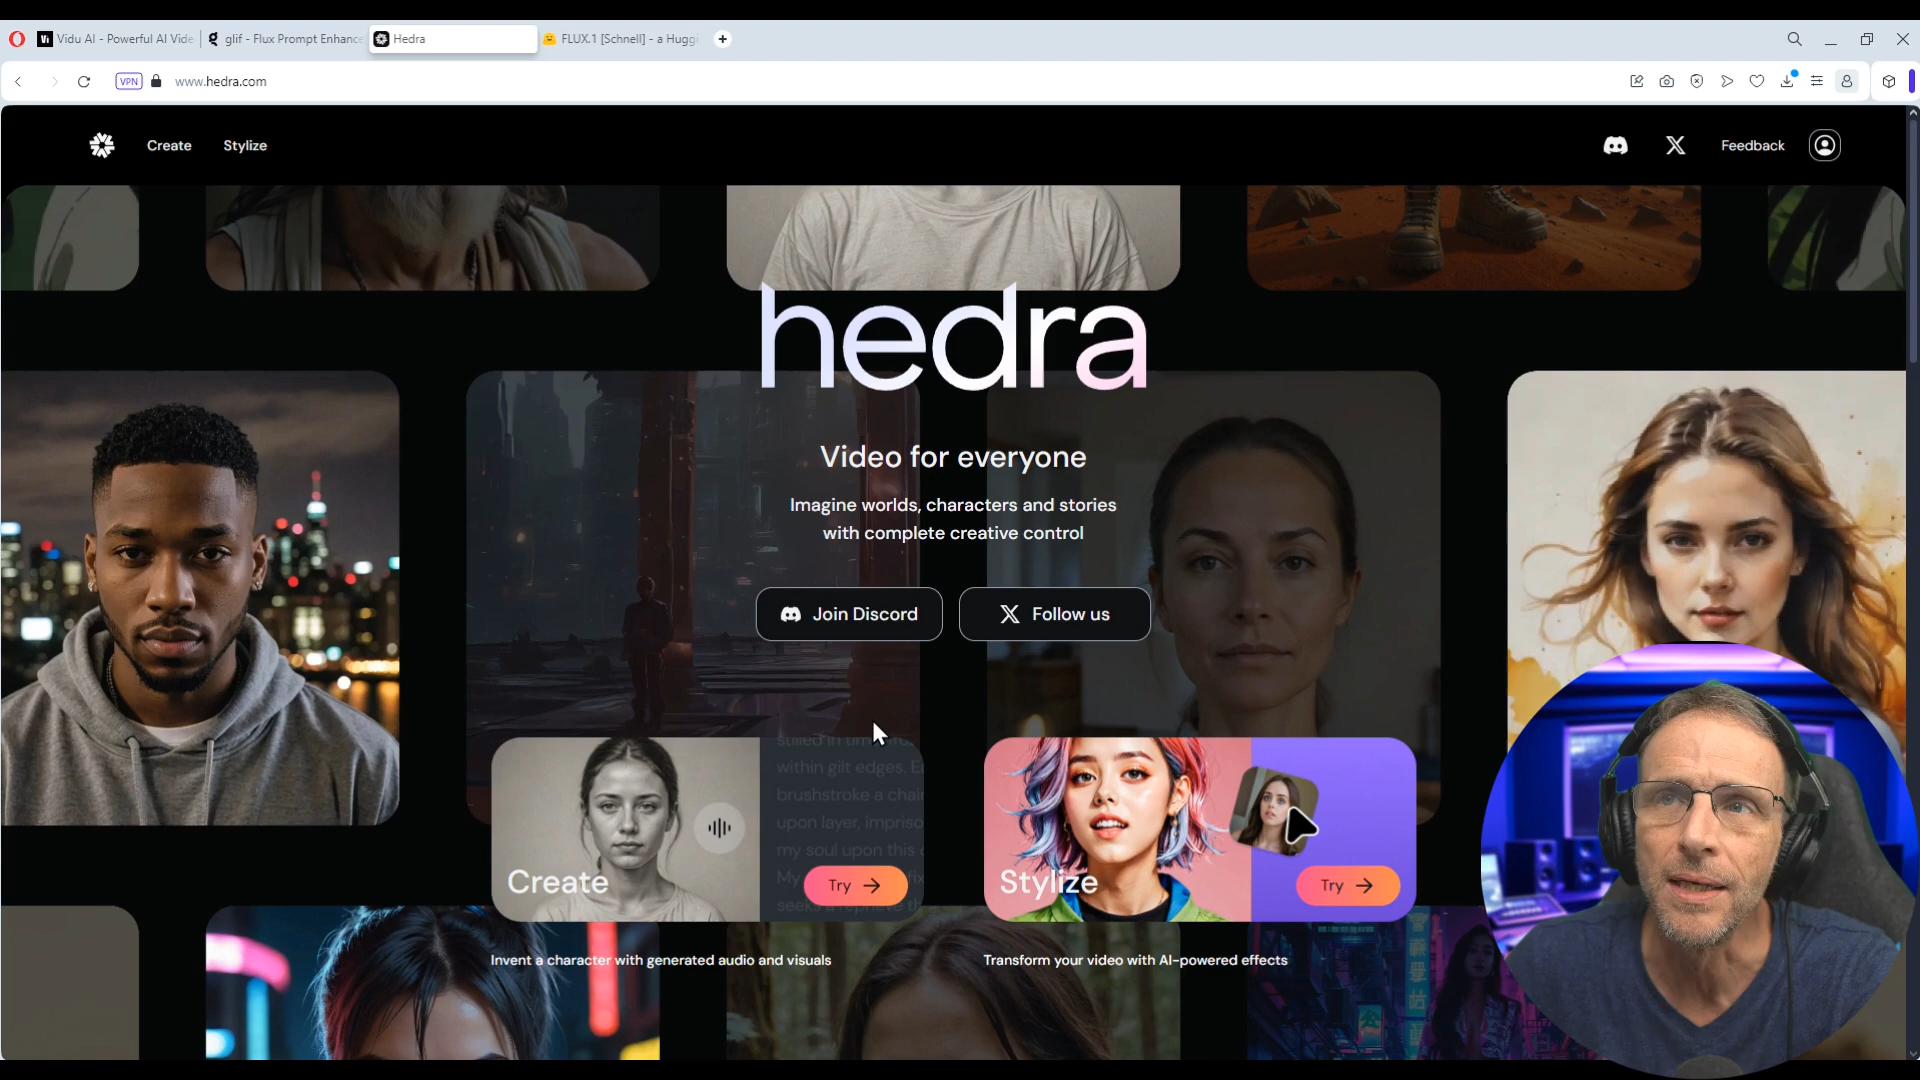 Vidu AI - Powerful AI Vide
glif - Flux Prompt Enhance
Hedra
FLUX.1 [Schnell] - a Huggi
VPN
www.hedra.com
Create
Stylize
Feedback
hedra
Video for everyone
Imagine worlds, characters and stories
with complete creative control
Join Discord
Follow us
within gilt edges. E
brushstroke a chai
upon layer, impriso
my soul upon this c
My
Create
Try
Stylize
Try
Invent a character with generated audio and visuals
Transform your video with AI-powered effects